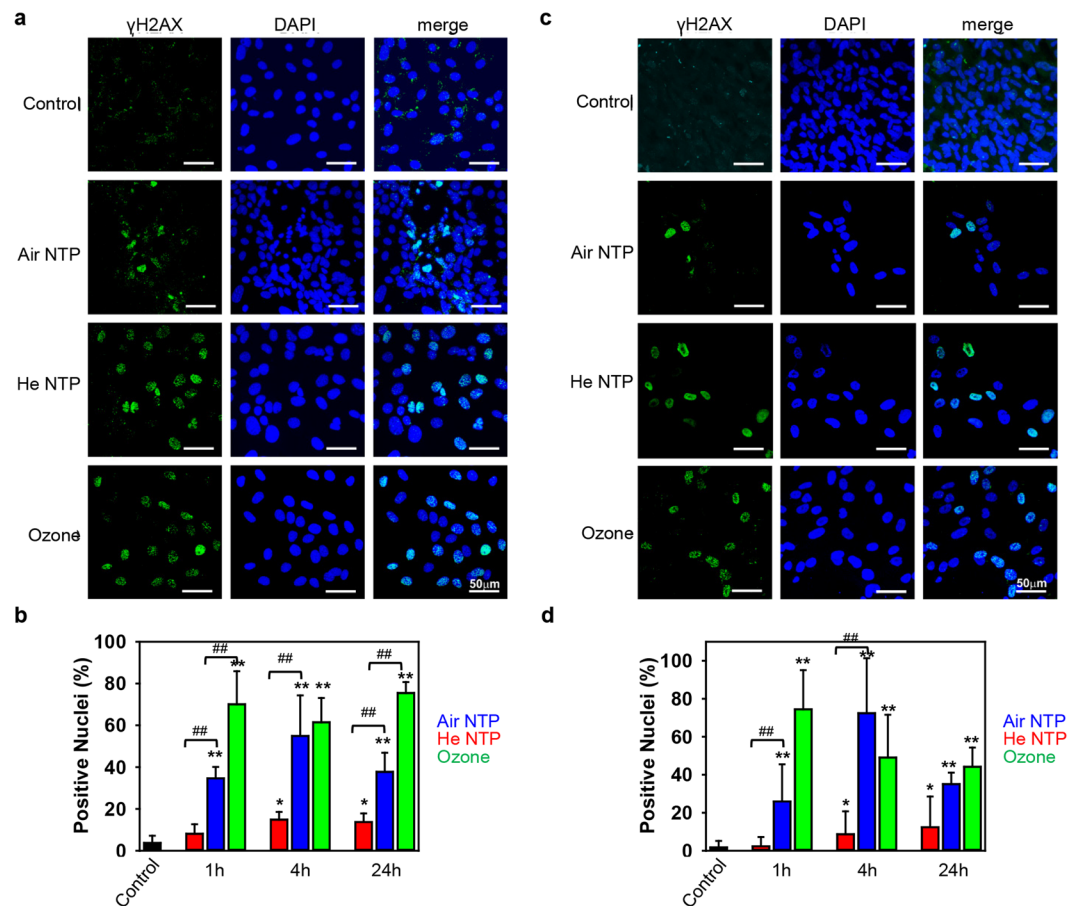 a
γH2AX DAPI merge
Control
Air NTP
He NTP
Ozone
50μm
c
γH2AX DAPI merge
Control
Air NTP
He NTP
Ozone
50μm
b
Positive Nuclei (%)
100
80
60
40
20
0
## ## ## ## ##
** ** * ** ** * ** **
Control 1h 4h 24h
Air NTP
He NTP
Ozone
d
Positive Nuclei (%)
100
80
60
40
20
0
## ##
** ** * ** ** * ** **
Control 1h 4h 24h
Air NTP
He NTP
Ozone